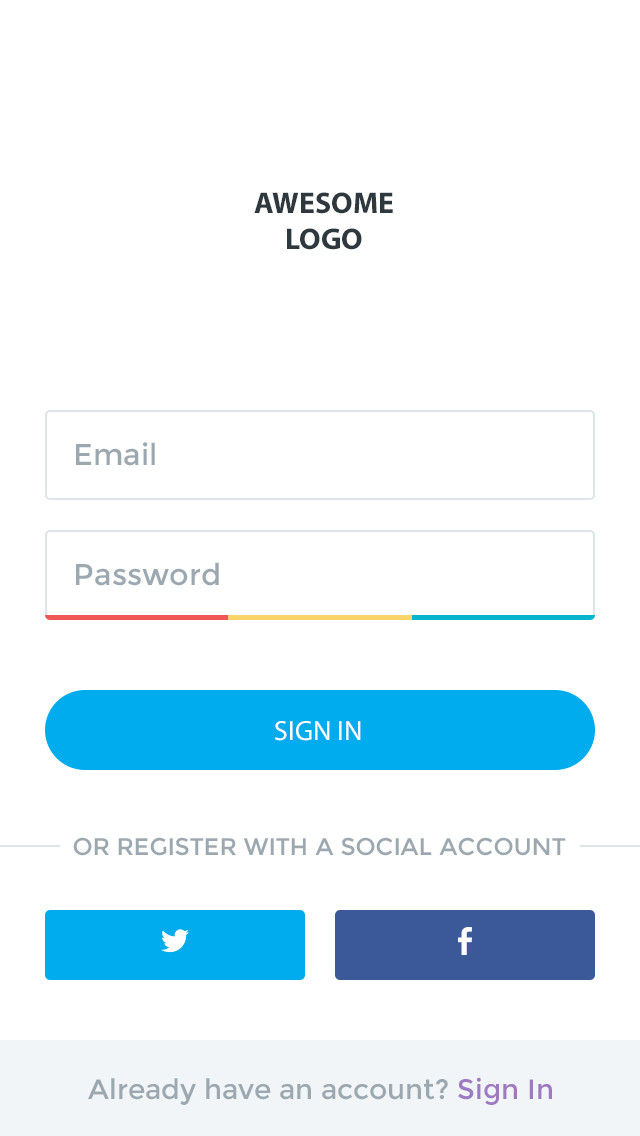 AWESOME
LOGO
Email
Password
SIGN IN
OR REGISTER WITH A SOCIAL ACCOUNT
Already have an account? Sign In